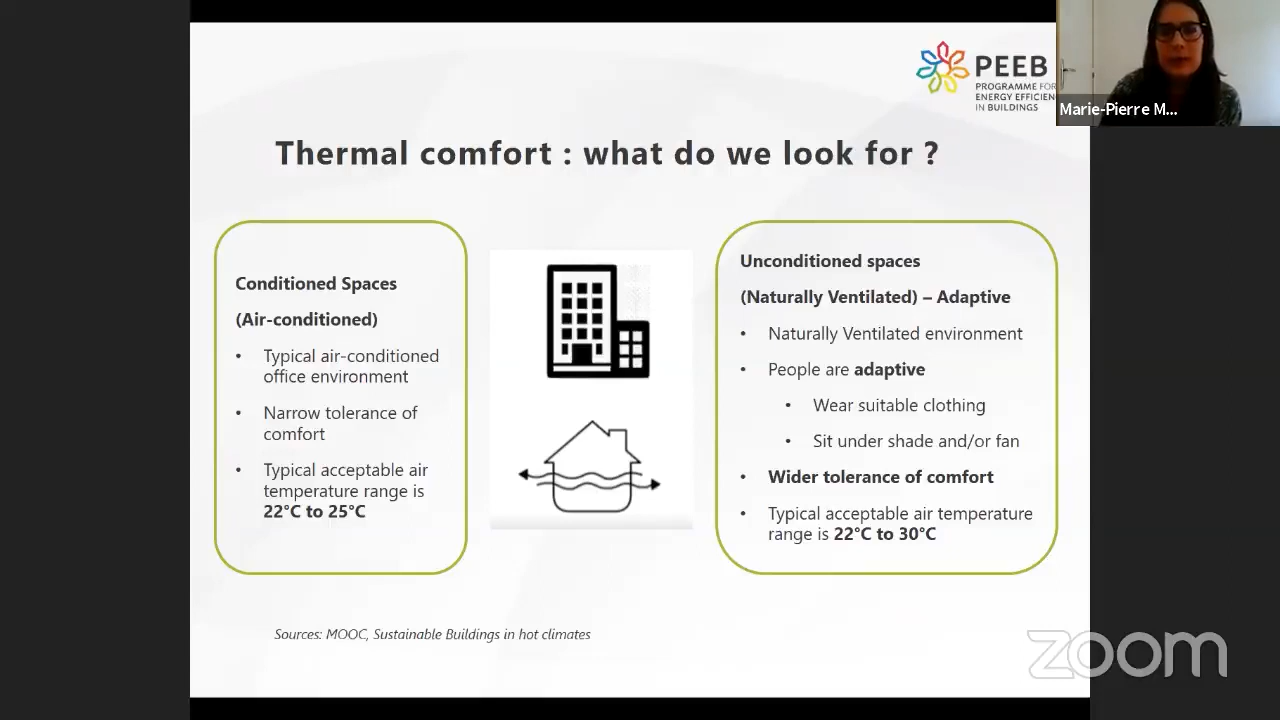 PEEB
PROGRAMME FOR
ENERGY EFFICIEN
IN BUILDINGS
Marie-Pierre M...
Thermal comfort : what do we look for ?
Conditioned Spaces
(Air-conditioned)
• Typical air-conditioned
office environment
• Narrow tolerance of
comfort
• Typical acceptable air
temperature range is
22°C to 25°C
Unconditioned spaces
(Naturally Ventilated) – Adaptive
• Naturally Ventilated environment
• People are adaptive
• Wear suitable clothing
• Sit under shade and/or fan
• Wider tolerance of comfort
• Typical acceptable air temperature
range is 22°C to 30°C
Sources: MOOC, Sustainable Buildings in hot climates
zoom